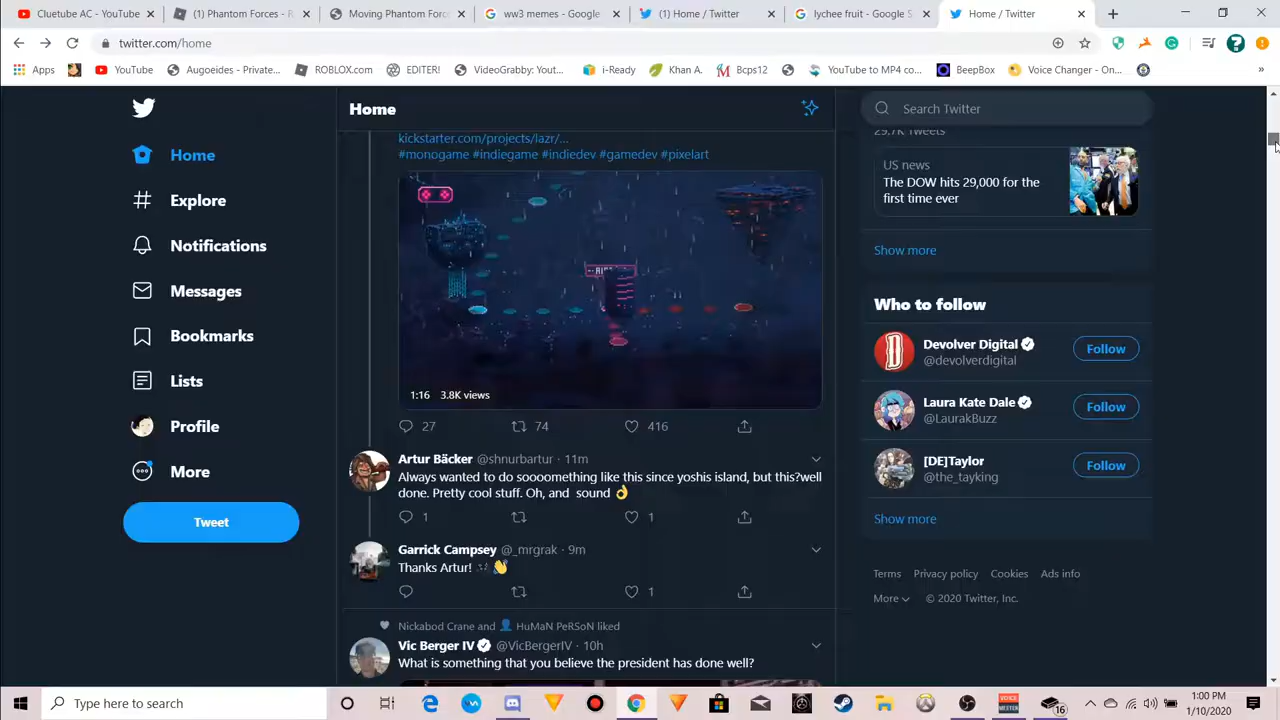 Cluetube AC - YouTube
(1) Phantom Forces - R
Moving Phantom Forc
ww3 memes - Google
(1) Home / Twitter
lychee fruit - Google S
Home / Twitter
twitter.com/home
Apps
YouTube
Augoeides - Private...
ROBLOX.com
EDITER!
VideoGrabby: Yout...
i-Ready
Khan A.
Bcps12
YouTube to MP4 co...
BeepBox
Voice Changer - On...
»
Home
Explore
Notifications
Messages
Bookmarks
Lists
Profile
More
Tweet
Home
kickstarter.com/projects/lazr/...
#monogame #indiegame #indiedev #gamedev #pixelart
1:16 3.8K views
27 74 416
Artur Bäcker @shnurbartur · 11m
Always wanted to do soooomething like this since yoshis island, but this?well
done. Pretty cool stuff. Oh, and sound 👌
1 1
Garrick Campsey @_mrgrak · 9m
Thanks Artur! 👋
1
Nickabod Crane and 👤 HuMaN PeRSoN liked
Vic Berger IV @VicBergerIV · 10h
What is something that you believe the president has done well?
Search Twitter
29.7K Tweets
US news
The DOW hits 29,000 for the
first time ever
Show more
Who to follow
Devolver Digital
@devolverdigital
Follow
Laura Kate Dale
@LaurakBuzz
Follow
[DE]Taylor
@the_tayking
Follow
Show more
Terms Privacy policy Cookies Ads info
More © 2020 Twitter, Inc.
Type here to search
VOICE
MEETER
16
1:00 PM
1/10/2020